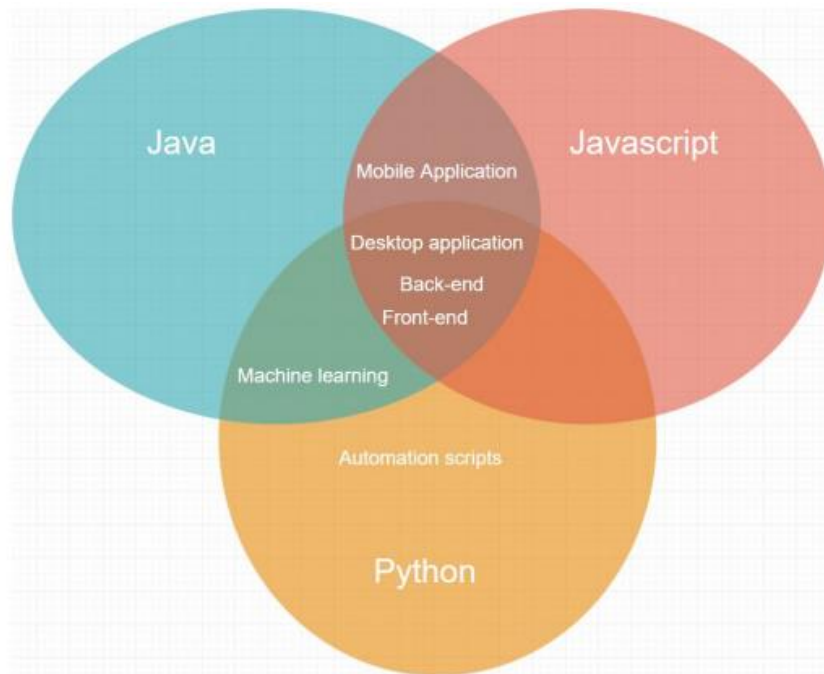 Java
Javascript
Mobile Application
Desktop application
Back-end
Front-end
Machine learning
Automation scripts
Python